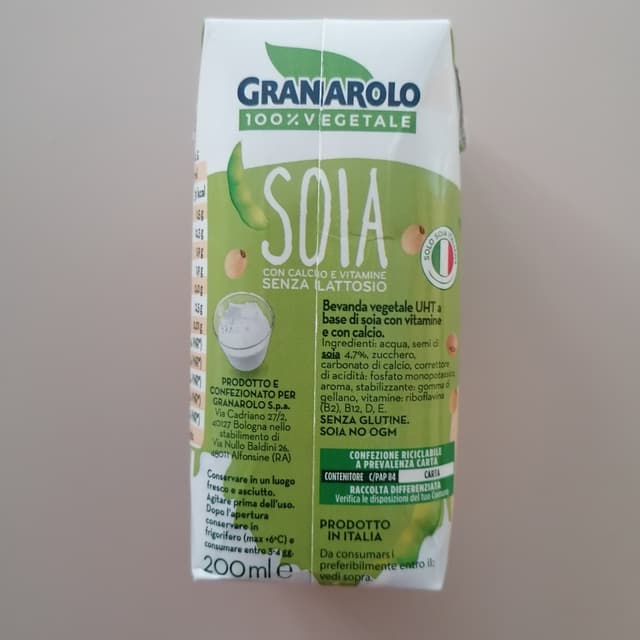 GRANAROLO
100% VEGETALE
SOIA
CON CALCIO E VITAMINE
SENZA LATTOSIO
SOLO SOIA
Bevanda vegetale UHT a
base di soia con vitamine
e con calcio.
Ingredienti: acqua, semi di
soia 4,7%, zucchero,
carbonato di calcio, correttore
di acidità: fosfato monopotassico,
aroma, stabilizzante: gomma di
gellano, vitamine: riboflavina
(B2), B12, D, E.
SENZA GLUTINE.
SOIA NO OGM
PRODOTTO E
CONFEZIONATO PER
GRANAROLO S.p.a.
Via Cadriano 27/2,
40127 Bologna nello
stabilimento di
Via Nullo Baldini 26,
48011 Alfonsine (RA)
CONFEZIONE RICICLABILE
A PREVALENZA CARTA
CONTENITORE C/PAP 84 CARTA
RACCOLTA DIFFERENZIATA
Verifica le disposizioni del tuo Comune
Conservare in un luogo
fresco e asciutto.
Agitare prima dell'uso.
Dopo l'apertura
conservare in
frigorifero (max +6°C) e
consumare entro 3-4 gg.
200 ml e
PRODOTTO
IN ITALIA
Da consumarsi
preferibilmente entro il:
vedi sopra.